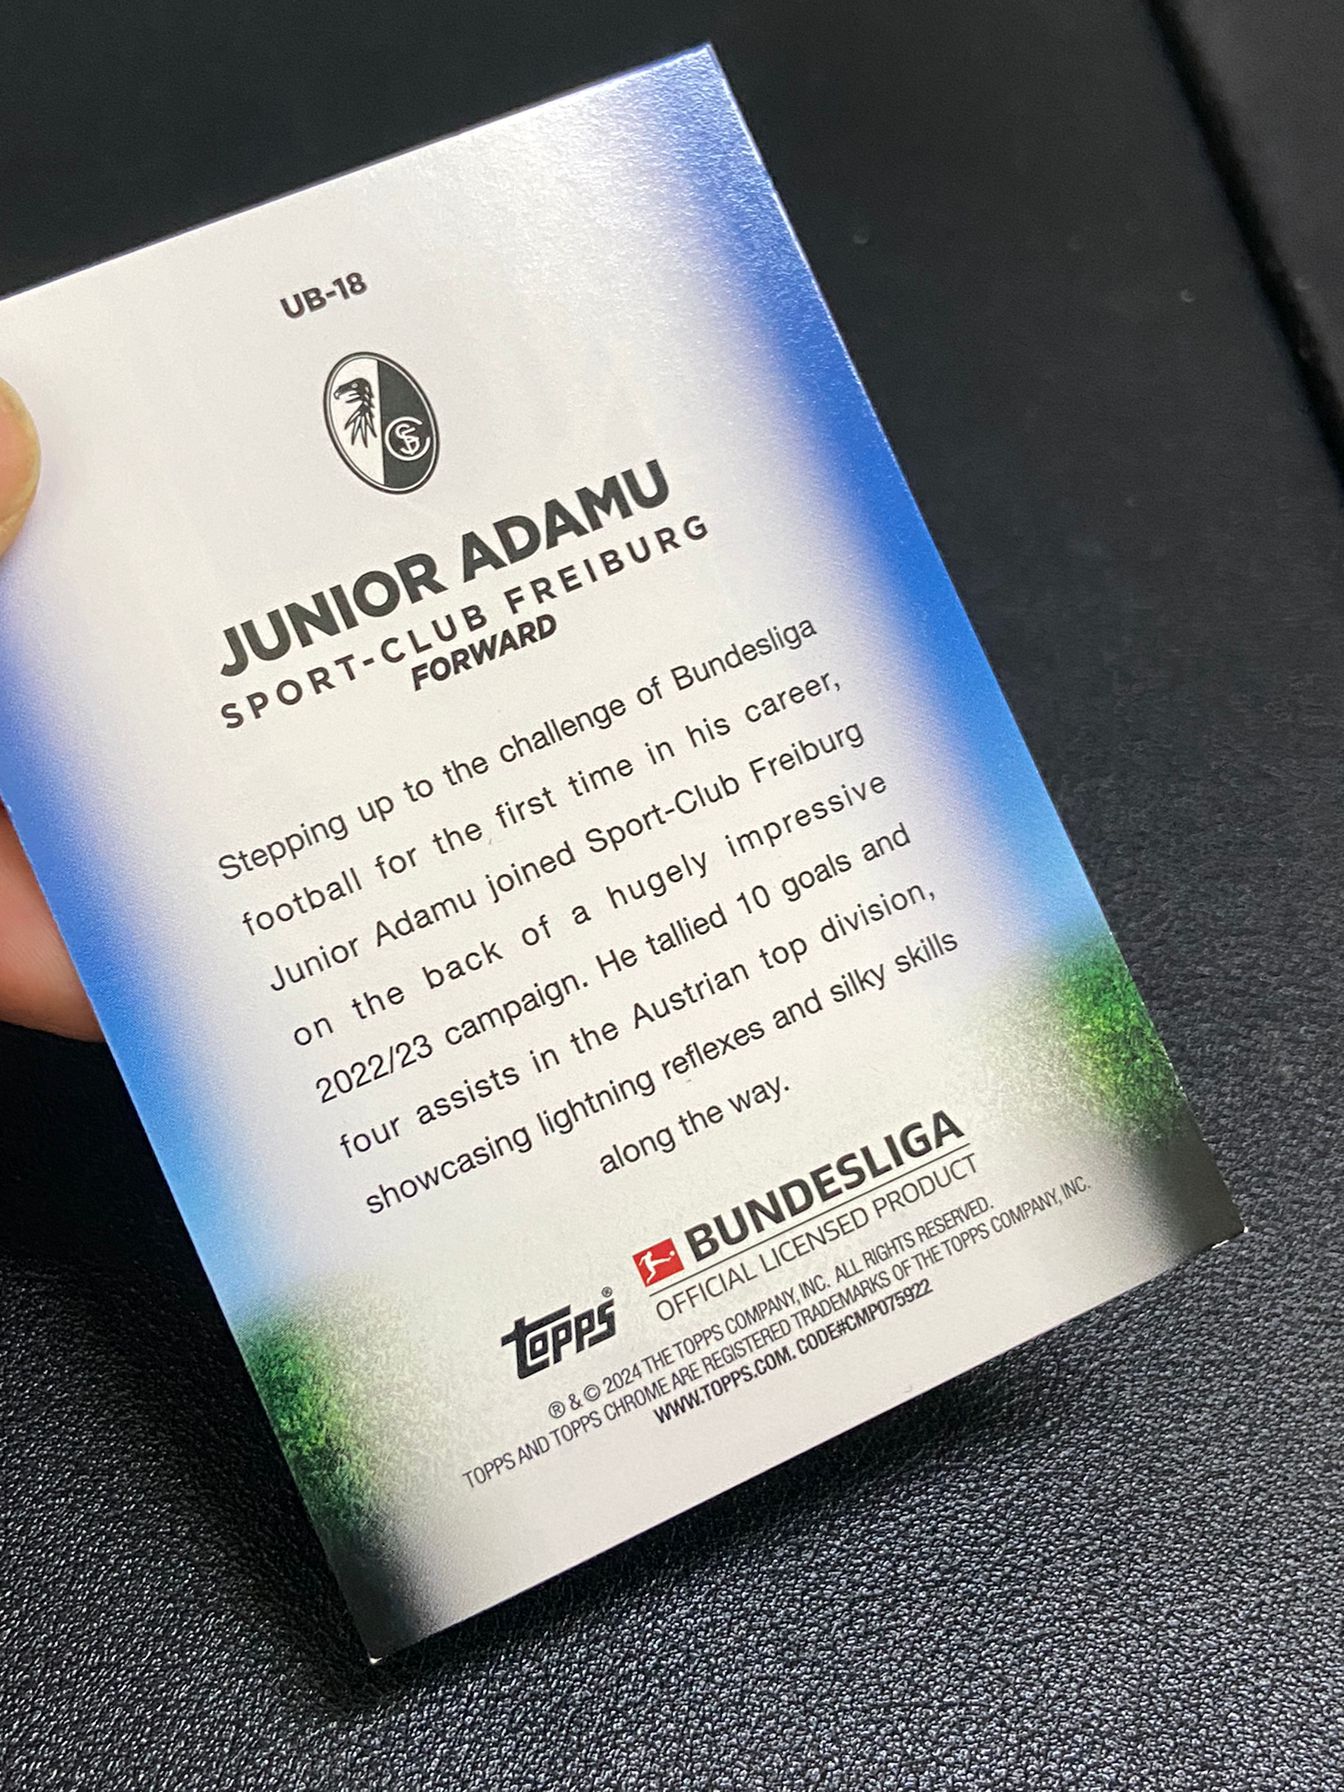 UB-18
JUNIOR ADAMU
SPORT-CLUB FREIBURG
FORWARD
Stepping up to the challenge of Bundesliga
football for the first time in his career,
Junior Adamu joined Sport-Club Freiburg
on the back of a hugely impressive
2022/23 campaign. He tallied 10 goals and
four assists in the Austrian top division,
showcasing lightning reflexes and silky skills
along the way.
BUNDESLIGA
OFFICIAL LICENSED PRODUCT
topps®
® & © 2024 THE TOPPS COMPANY, INC. ALL RIGHTS RESERVED.
TOPPS AND TOPPS CHROME ARE REGISTERED TRADEMARKS OF THE TOPPS COMPANY, INC.
WWW.TOPPS.COM. CODE#CMP075922